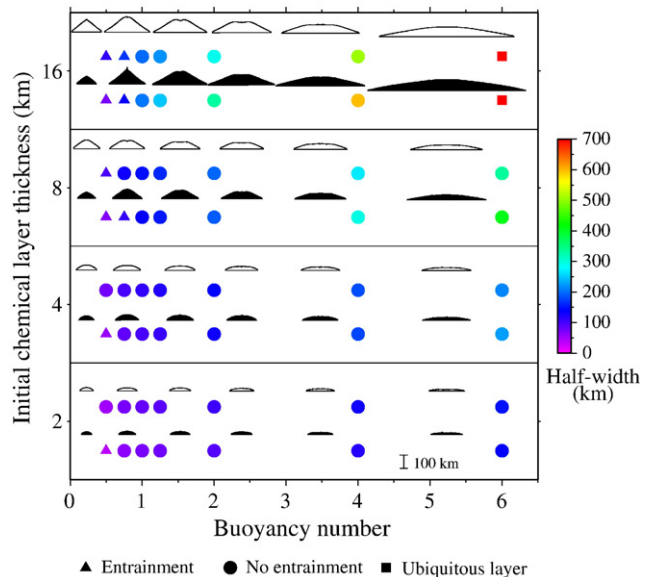 Initial chemical layer thickness (km)
16
8
4
2
100 km
0 1 2 3 4 5 6
Buoyancy number
700
600
500
400
300
200
100
0
Half-width
(km)
Entrainment No entrainment Ubiquitous layer